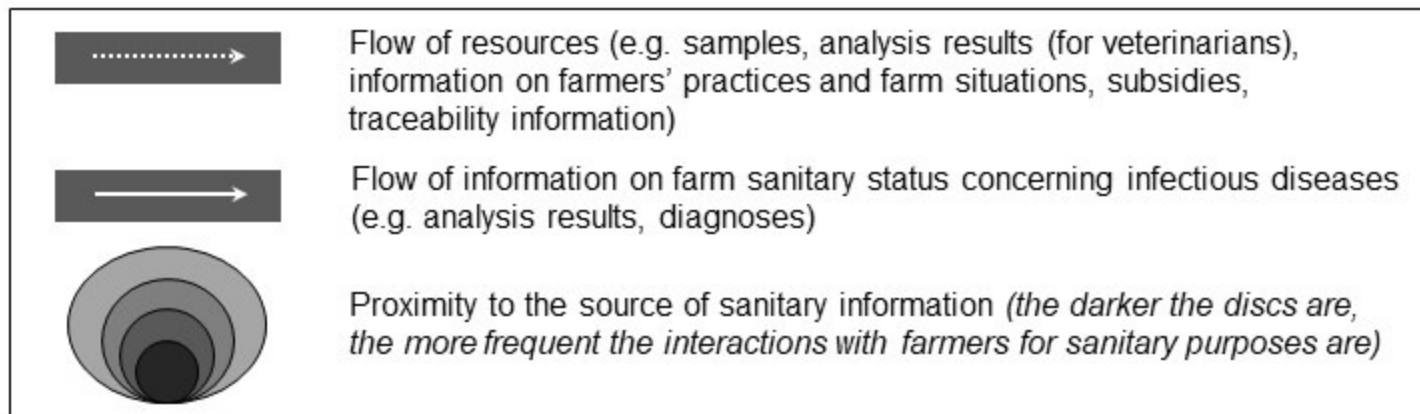 Flow of resources (e.g. samples, analysis results (for veterinarians),
information on farmers’ practices and farm situations, subsidies,
traceability information)
Flow of information on farm sanitary status concerning infectious diseases
(e.g. analysis results, diagnoses)
Proximity to the source of sanitary information (the darker the discs are,
the more frequent the interactions with farmers for sanitary purposes are)